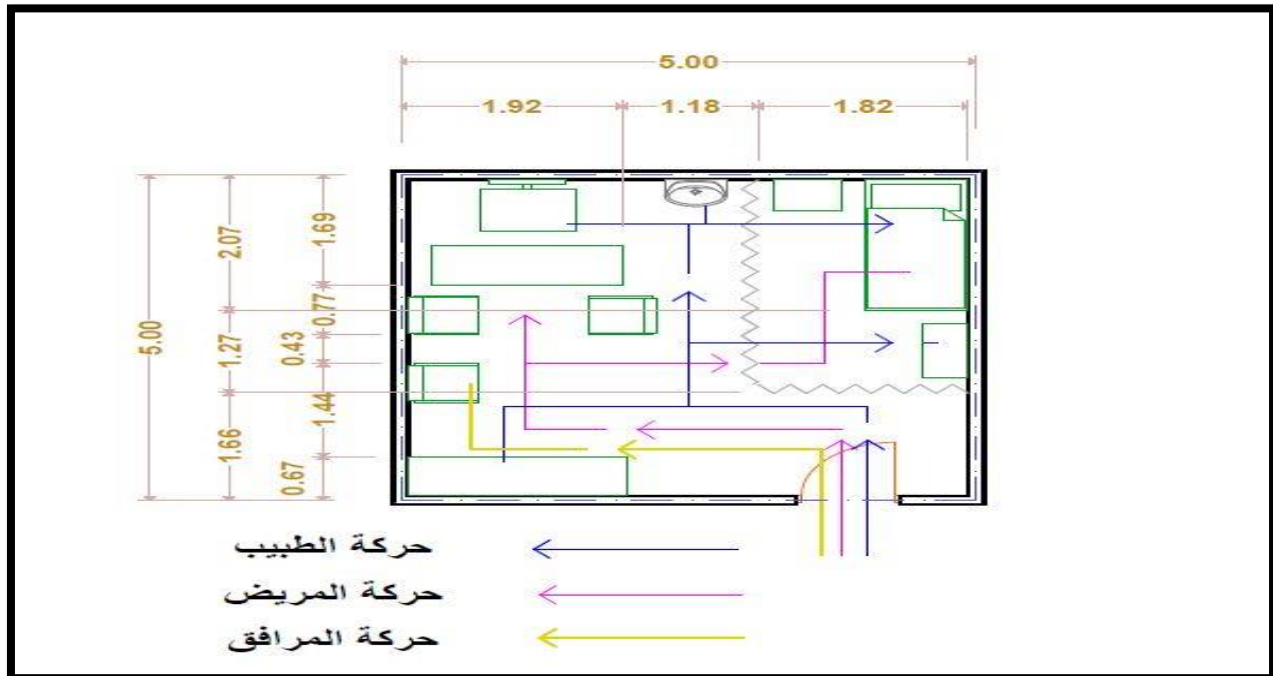 5.00
1.92 1.18 1.82
5.00
2.07
1.27
1.66
1.69
0.77
0.43
1.44
0.67
حركة الطبيب
حركة المريض
حركة المرافق